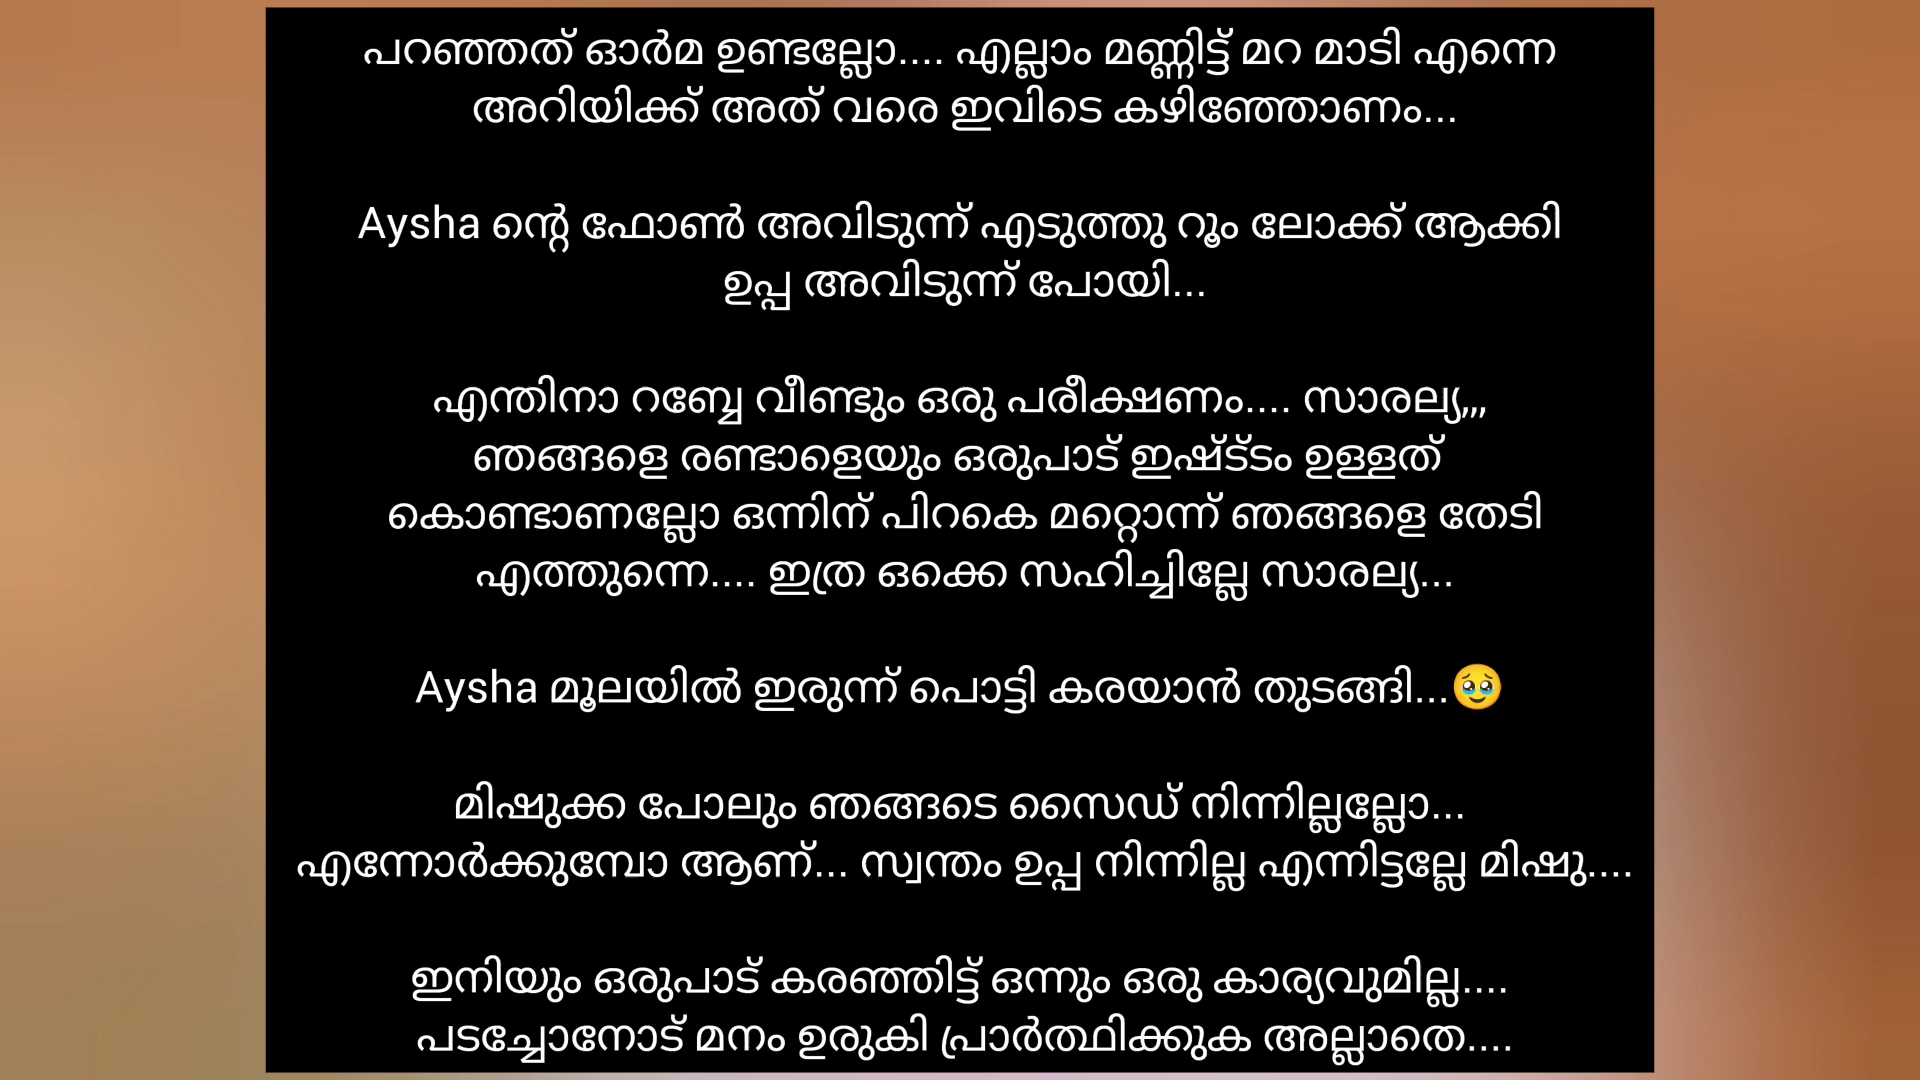 പറഞ്ഞത് ഓർമ ഉണ്ടല്ലോ.... എല്ലാം മണ്ണിട്ട് മറ മാടി എന്നെ
അറിയിക്ക് അത് വരെ ഇവിടെ കഴിഞ്ഞോണം...
Aysha ന്റെ ഫോൺ അവിടുന്ന് എടുത്തു റൂം ലോക്ക് ആക്കി
ഉപ്പ അവിടുന്ന് പോയി...
എന്തിനാ റബ്ബേ വീണ്ടും ഒരു പരീക്ഷണം.... സാരല്യ,,,
ഞങ്ങളെ രണ്ടാളെയും ഒരുപാട് ഇഷ്ട്ടം ഉള്ളത്
കൊണ്ടാണല്ലോ ഒന്നിന് പിറകെ മറ്റൊന്ന് ഞങ്ങളെ തേടി
എത്തുന്നെ.... ഇത്ര ഒക്കെ സഹിച്ചില്ലേ സാരല്യ...
Aysha മൂലയിൽ ഇരുന്ന് പൊട്ടി കരയാൻ തുടങ്ങി...🥹
മിഷുക്ക പോലും ഞങ്ങടെ സൈഡ് നിന്നില്ലല്ലോ...
എന്നോർക്കുമ്പോ ആണ്... സ്വന്തം ഉപ്പ നിന്നില്ല എന്നിട്ടല്ലേ മിഷു....
ഇനിയും ഒരുപാട് കരഞ്ഞിട്ട് ഒന്നും ഒരു കാര്യവുമില്ല....
പടച്ചോനോട് മനം ഉരുകി പ്രാർത്ഥിക്കുക അല്ലാതെ....